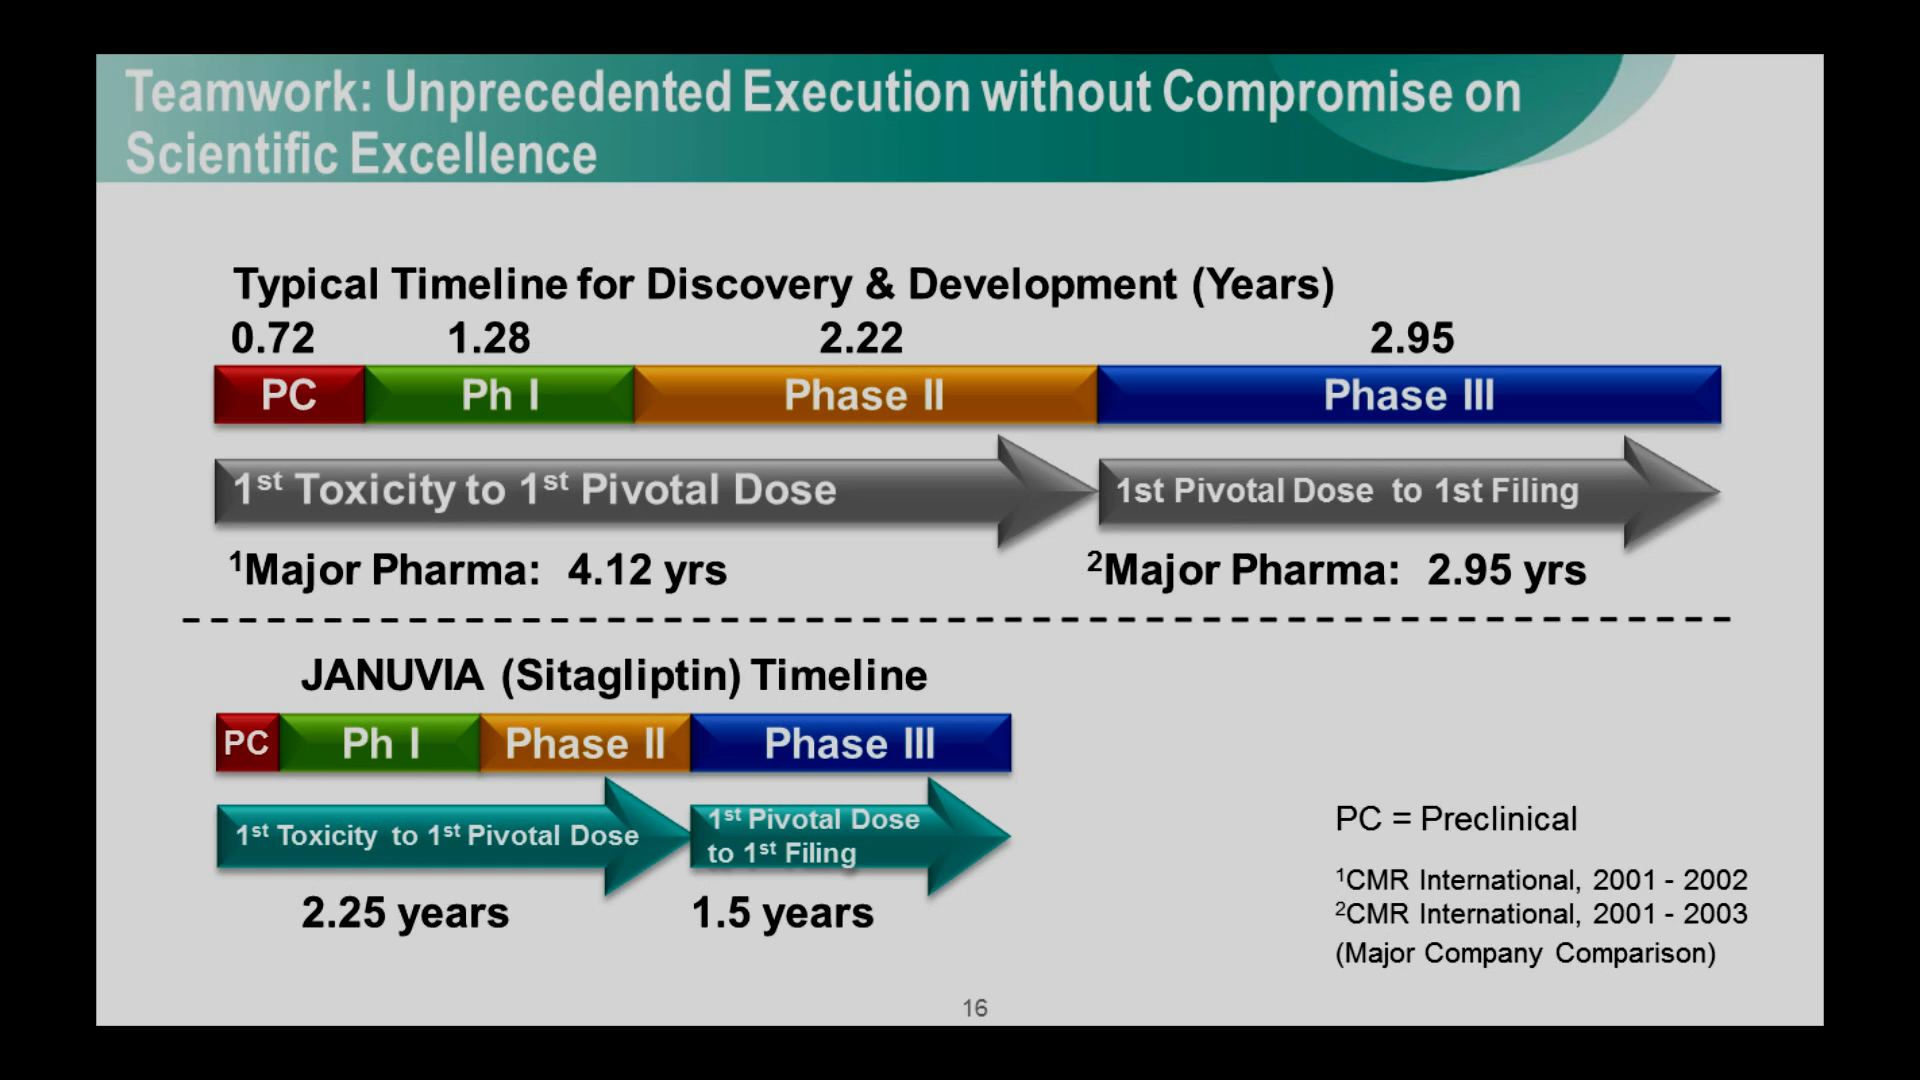 Teamwork: Unprecedented Execution without Compromise on
Scientific Excellence
Typical Timeline for Discovery & Development (Years)
0.72 1.28 2.22 2.95
PC Ph I Phase II Phase III
1st Toxicity to 1st Pivotal Dose
1st Pivotal Dose to 1st Filing
1Major Pharma: 4.12 yrs
2Major Pharma: 2.95 yrs
JANUVIA (Sitagliptin) Timeline
PC Ph I Phase II Phase III
1st Toxicity to 1st Pivotal Dose
1st Pivotal Dose
to 1st Filing
2.25 years
1.5 years
PC = Preclinical
1CMR International, 2001 - 2002
2CMR International, 2001 - 2003
(Major Company Comparison)
16